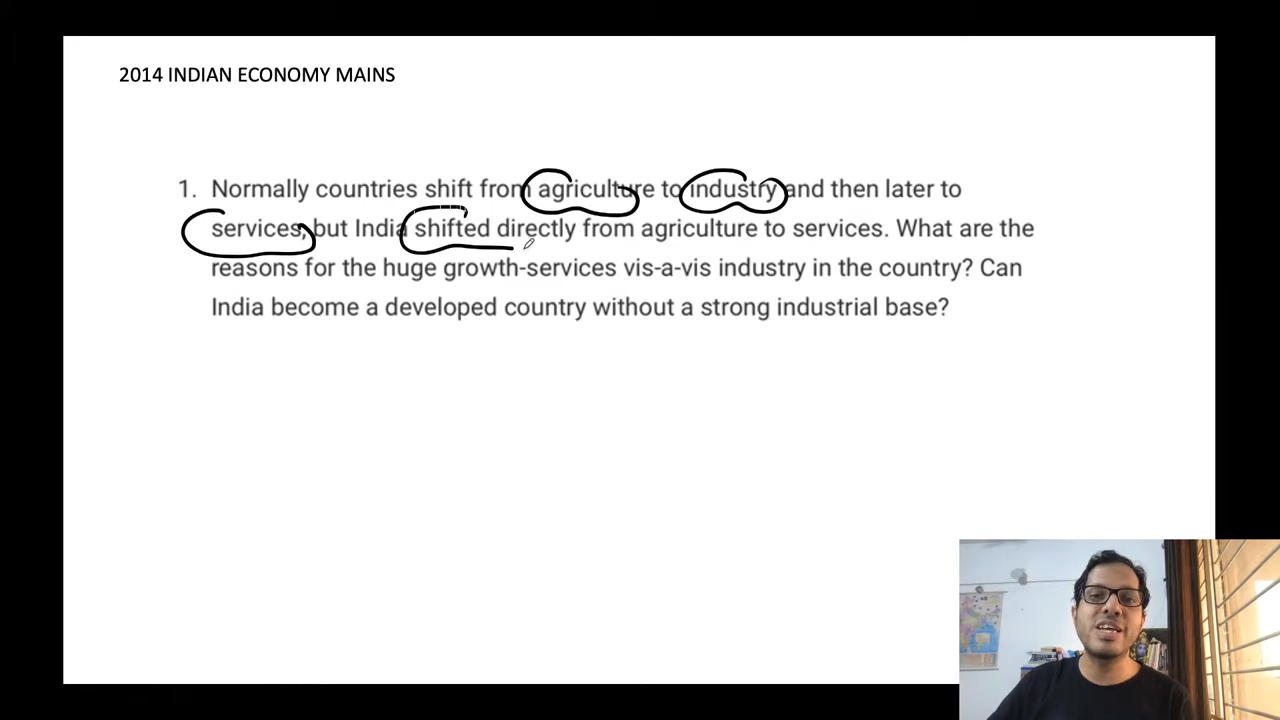 2014 INDIAN ECONOMY MAINS
1. Normally countries shift from agriculture to industry and then later to
services, but India shifted directly from agriculture to services. What are the
reasons for the huge growth-services vis-a-vis industry in the country? Can
India become a developed country without a strong industrial base?